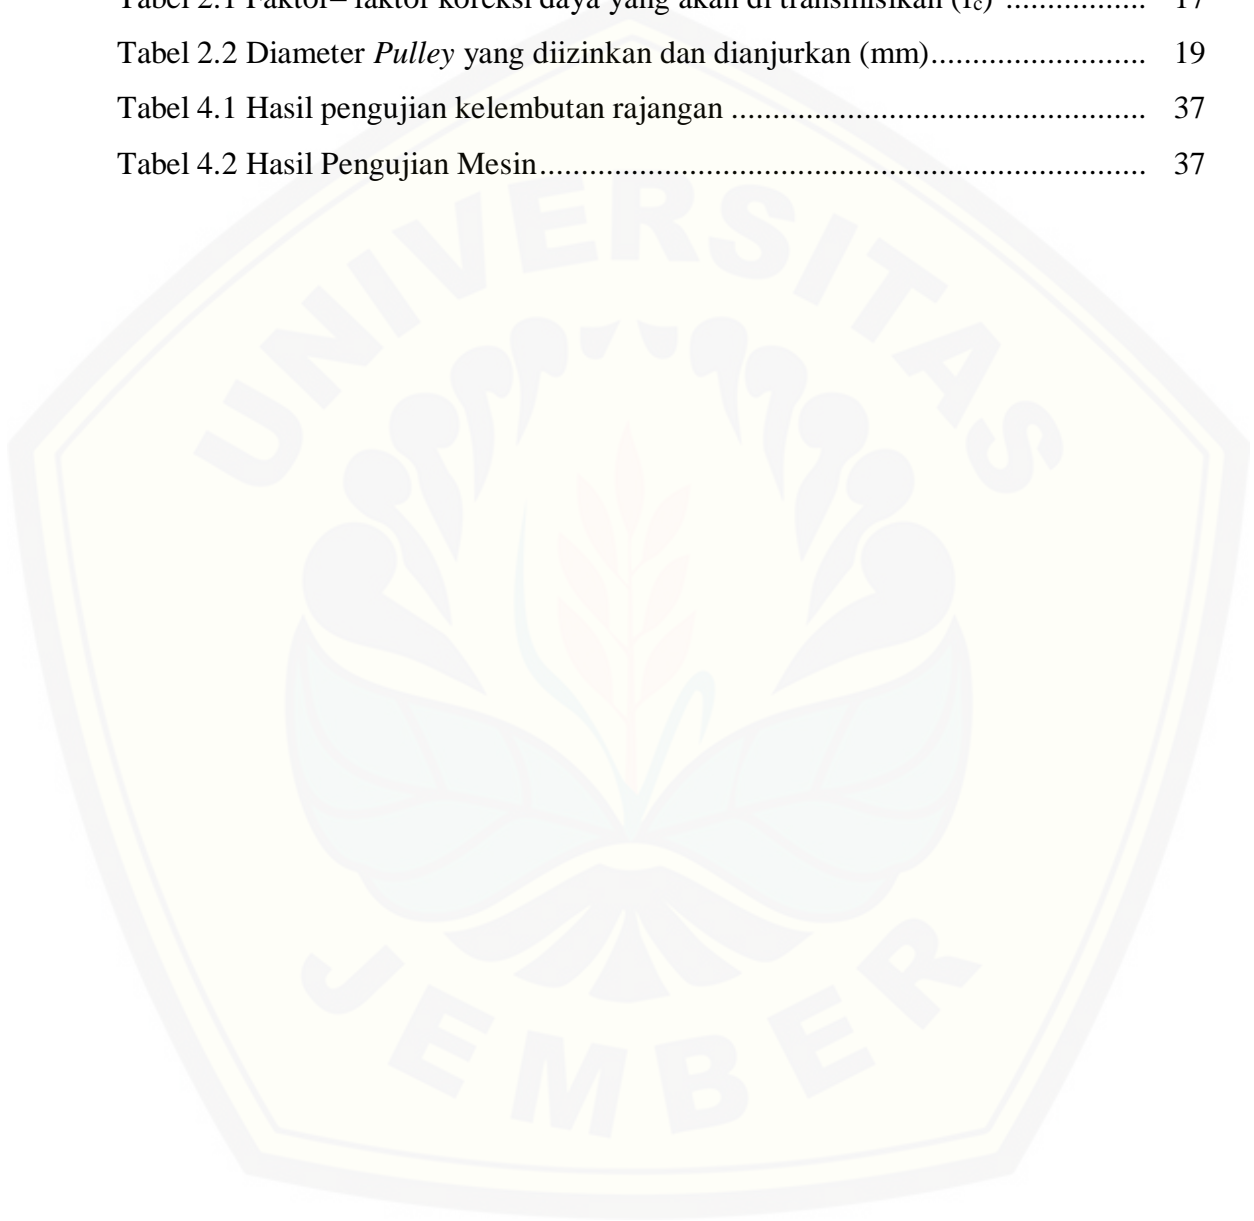 Tabel 2.1 Faktor– faktor koreksi daya yang akan di transmisikan (fc) ................. 17
Tabel 2.2 Diameter Pulley yang diizinkan dan dianjurkan (mm).......................... 19
Tabel 4.1 Hasil pengujian kelembutan rajangan .................................................. 37
Tabel 4.2 Hasil Pengujian Mesin......................................................................... 37
UNIVERSITAS
JEMBER